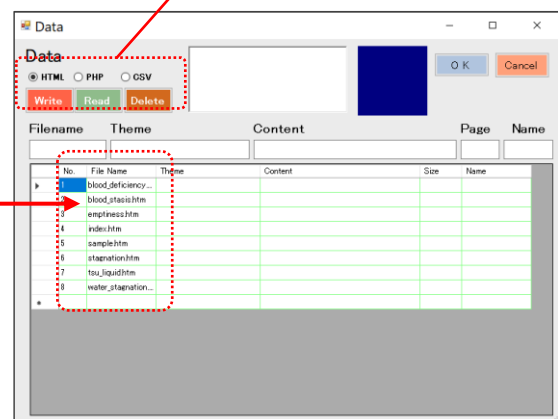 Data
Data
HTML PHP CSV
OK Cancel
Write Read Delete
Filename Theme Content Page Name
No. File Name Theme Content Size Name
1 blood_deficiency...
2 blood_stasis.htm
3 emptiness.htm
4 index.htm
5 sample.htm
6 stagnation.htm
7 tsu_liquid.htm
8 water_stagnation...